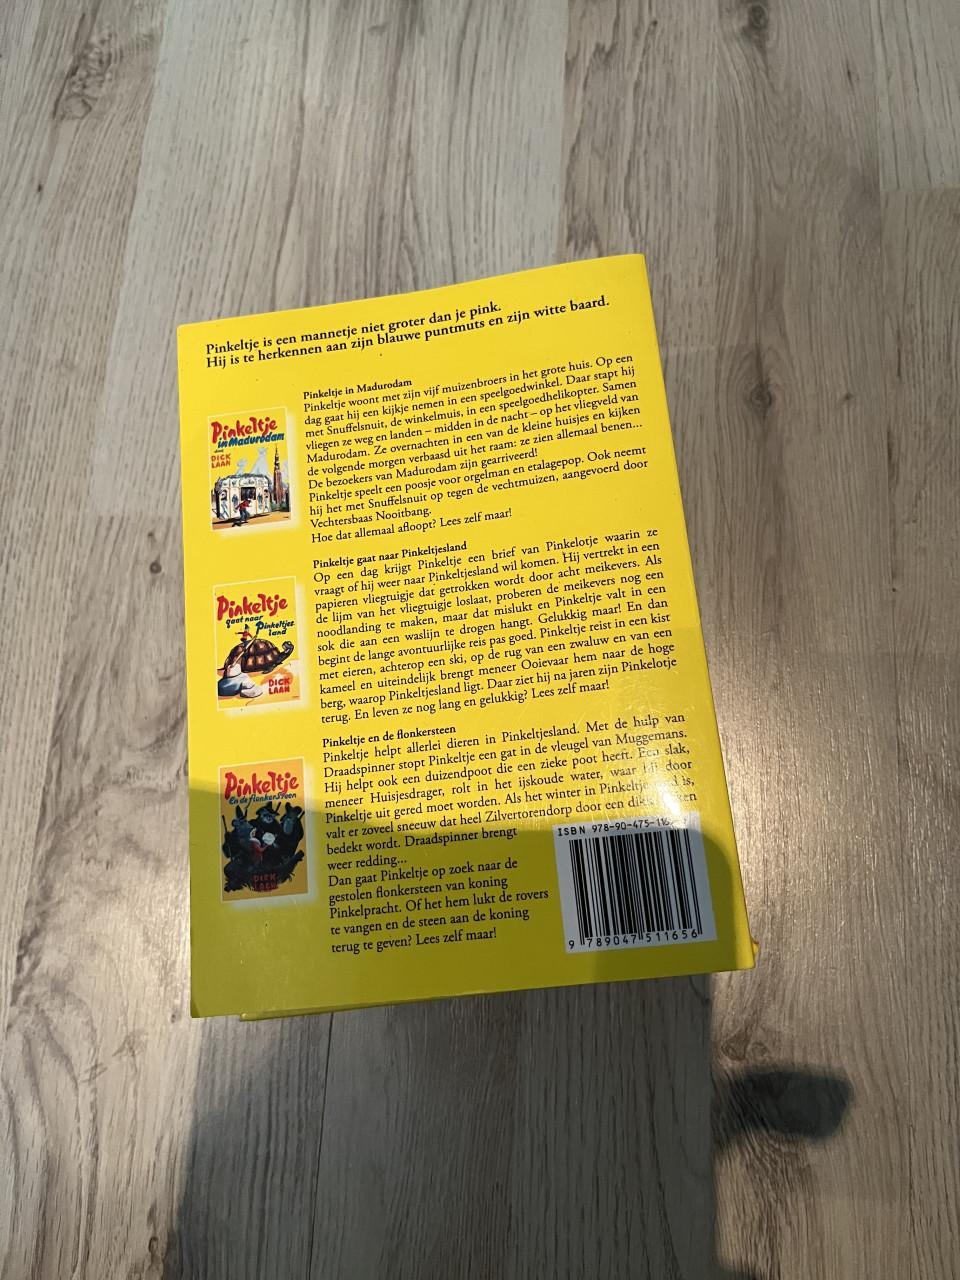 Pinkeltje is een mannetje niet groter dan je pink.
Hij is te herkennen aan zijn blauwe puntmuts en zijn witte baard.
Pinkeltje in Madurodam
Pinkeltje woont met zijn vijf muizenbroers in het grote huis. Op een
dag gaat hij een kijkje nemen in een speelgoedwinkel. Daar stapt hij
met Snuffelsnuit, de winkelmuis, in een speelgoedhelikopter. Samen
vliegen ze weg en landen – midden in de nacht – op het vliegveld van
Madurodam. Ze overnachten in een van de kleine huisjes en kijken
de volgende morgen verbaasd uit het raam: ze zien allemaal benen...
De bezoekers van Madurodam zijn gearriveerd!
Pinkeltje speelt een poosje voor orgelman en etalagepop. Ook neemt
hij het met Snuffelsnuit op tegen de vechtmuizen, aangevoerd door
Vechtersbaas Nooitbang.
Hoe dat allemaal afloopt? Lees zelf maar!
Pinkeltje
in Madurodam
door
DICK
LAAN
Pinkeltje gaat naar Pinkeltjesland
Op een dag krijgt Pinkeltje een brief van Pinkelotje waarin ze
vraagt of hij weer naar Pinkeltjesland wil komen. Hij vertrekt in een
papieren vliegtuigje dat getrokken wordt door acht meikevers. Als
de lijm van het vliegtuigje loslaat, proberen de meikevers nog een
noodlanding te maken, maar dat mislukt en Pinkeltje valt in een
sok die aan een waslijn te drogen hangt. Gelukkig maar! En dan
begint de lange avontuurlijke reis pas goed. Pinkeltje reist in een kist
met eieren, achterop een ski, op de rug van een zwaluw en van een
kameel en uiteindelijk brengt meneer Ooievaar hem naar de hoge
berg, waarop Pinkeltjesland ligt. Daar ziet hij na jaren zijn Pinkelotje
terug. En leven ze nog lang en gelukkig? Lees zelf maar!
Pinkeltje
gaat naar
Pinkeltjes
land
DICK
LAAN
Pinkeltje en de flonkersteen
Pinkeltje helpt allerlei dieren in Pinkeltjesland. Met de hulp van
Draadspinner stopt Pinkeltje een gat in de vleugel van Muggemans.
Hij helpt ook een duizendpoot die een zieke poot heeft. Een slak,
meneer Huisjesdrager, rolt in het ijskoude water, waar hij door
Pinkeltje uit gered moet worden. Als het winter in Pinkeltjesland is,
valt er zoveel sneeuw dat heel Zilvertorendorp door een dikke deken
bedekt wordt. Draadspinner brengt
weer redding...
Dan gaat Pinkeltje op zoek naar de
gestolen flonkersteen van koning
Pinkelpracht. Of het hem lukt de rovers
te vangen en de steen aan de koning
terug te geven? Lees zelf maar!
Pinkeltje
en de flonkersteen
DICK
LAAN
ISBN 978-90-475-11
9 789047 511656